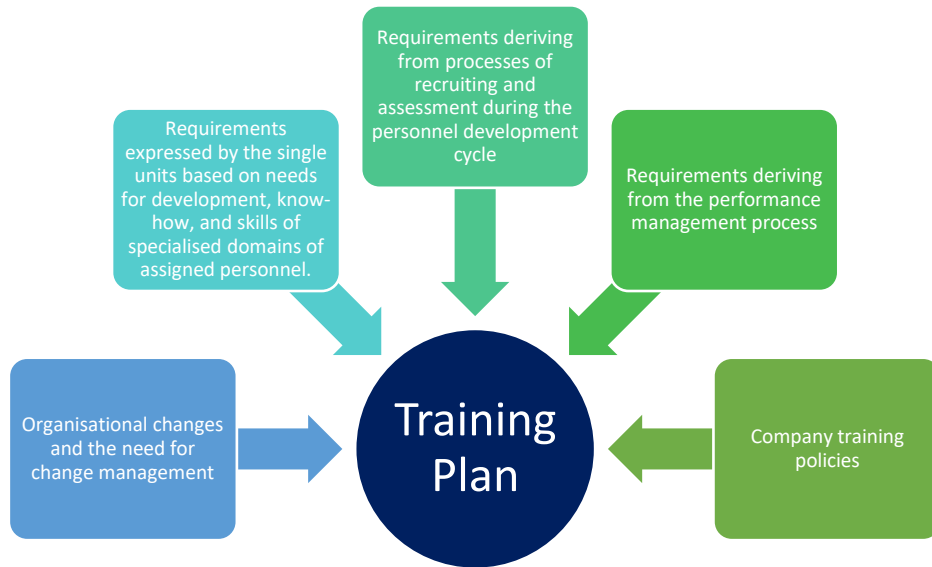 Requirements deriving
from processes of
recruiting and
assessment during the
personnel development
cycle
Requirements
expressed by the single
units based on needs
for development, know-
how, and skills of
specialised domains of
assigned personnel.
Requirements deriving
from the performance
management process
Organisational changes
and the need for
change management
Training
Plan
Company training
policies